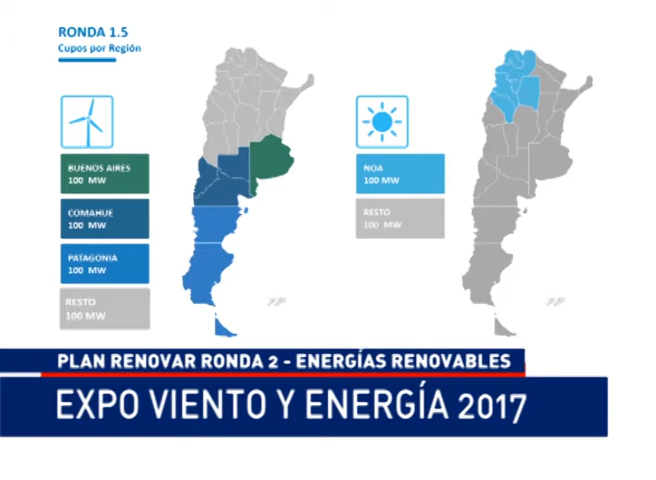 RONDA 1.5
Cupos por Región
BUENOS AIRES
100 MW
COMAHUE
100 MW
PATAGONIA
100 MW
RESTO
100 MW
NOA
100 MW
RESTO
100 MW
PLAN RENOVAR RONDA 2 - ENERGÍAS RENOVABLES
EXPO VIENTO Y ENERGÍA 2017